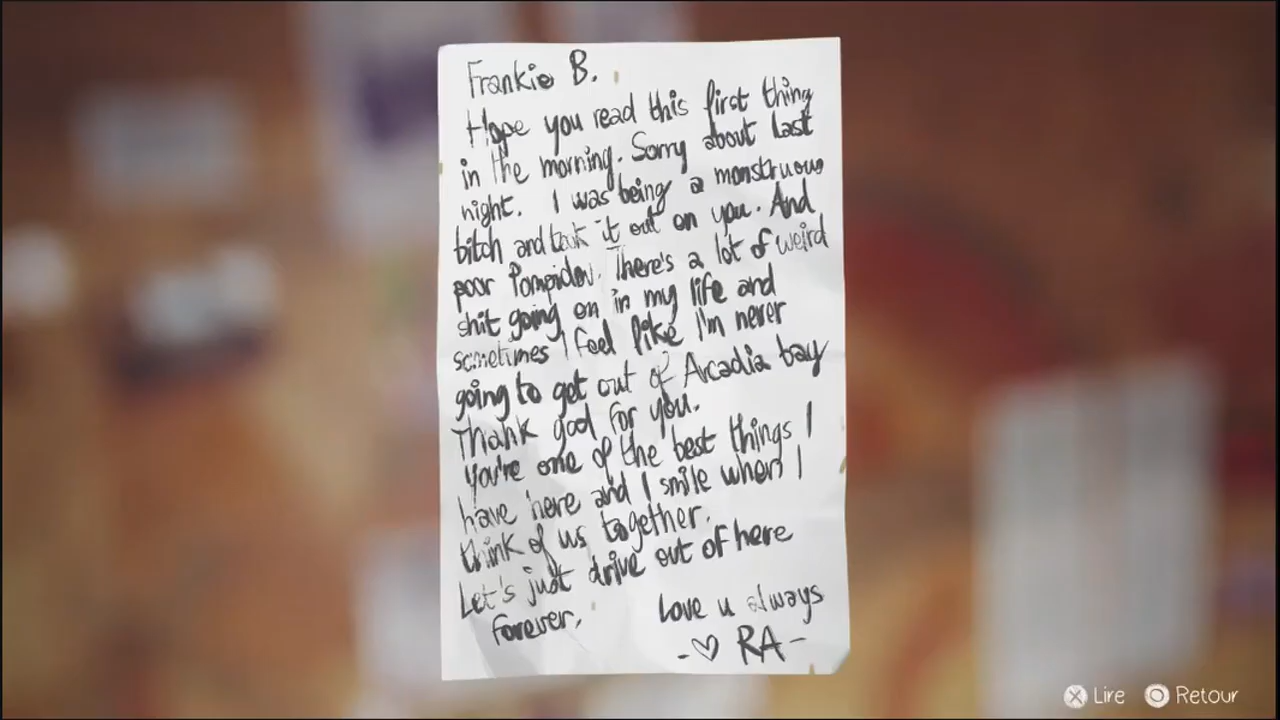 Frankie B.
Hope you read this first thing
in the morning. Sorry about last
night. I was being a monstruous
bitch and took it out on you. And
poor Pompidou. There's a lot of weird
shit going on in my life and
sometimes I feel like I'm never
going to get out of Arcadia bay
Thank god for you.
You're one of the best things I
have here and I smile when I
think of us together.
Let's just drive out of here
forever.
Love u always
-♡ RA-
Lire Retour